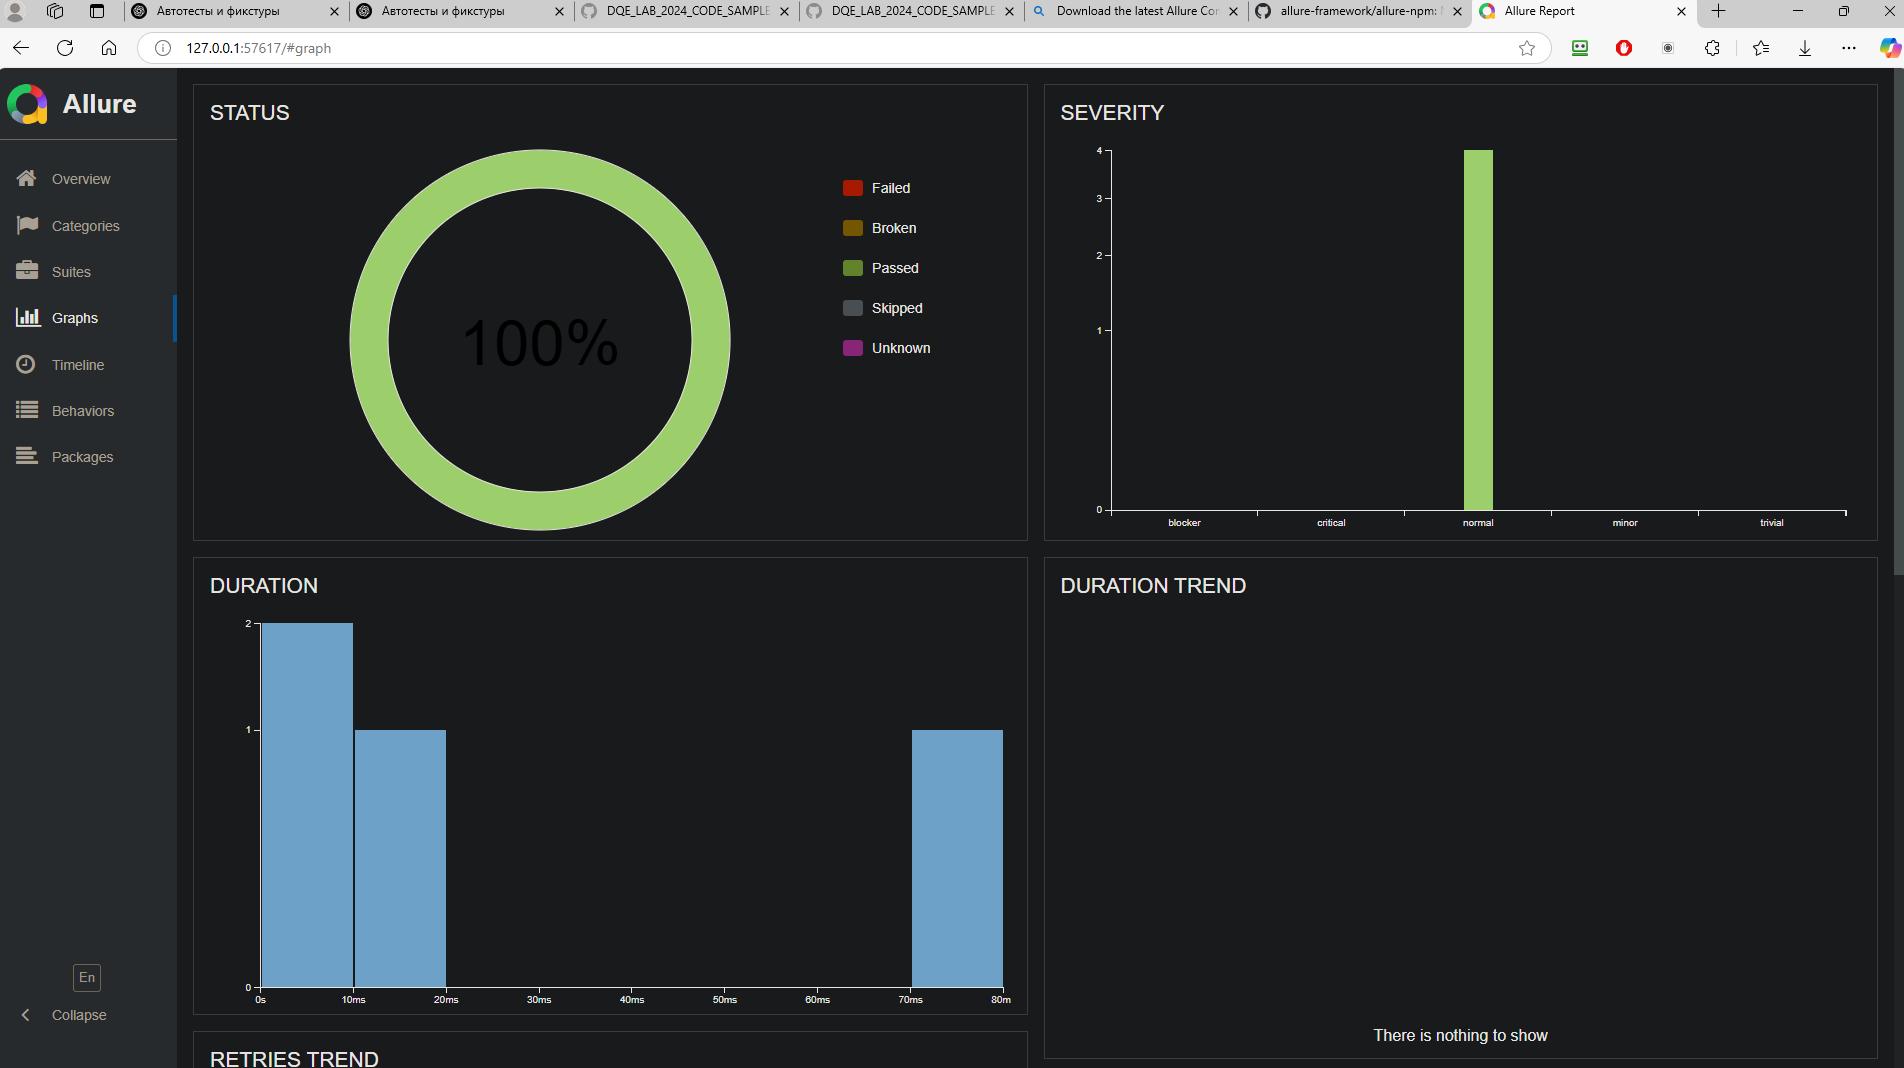 Автотесты и фикстуры
Автотесты и фикстуры
DQE_LAB_2024_CODE_SAMPLE
DQE_LAB_2024_CODE_SAMPLE
Download the latest Allure Co
allure-framework/allure-npm:
Allure Report
127.0.0.1:57617/#graph
Allure
Overview
Categories
Suites
Graphs
Timeline
Behaviors
Packages
En
Collapse
STATUS
100%
Failed
Broken
Passed
Skipped
Unknown
SEVERITY
4
3
2
1
0
blocker critical normal minor trivial
DURATION
2
1
0
0s 10ms 20ms 30ms 40ms 50ms 60ms 70ms 80m
DURATION TREND
There is nothing to show
RETRIES TREND